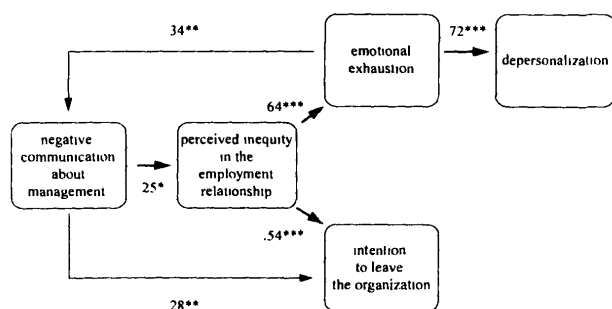 34**
emotional
exhaustion
72***
depersonalization
64***
negative
communication
about
management
25*
perceived inequity
in the
employment
relationship
.54***
intention
to leave
the organization
28**